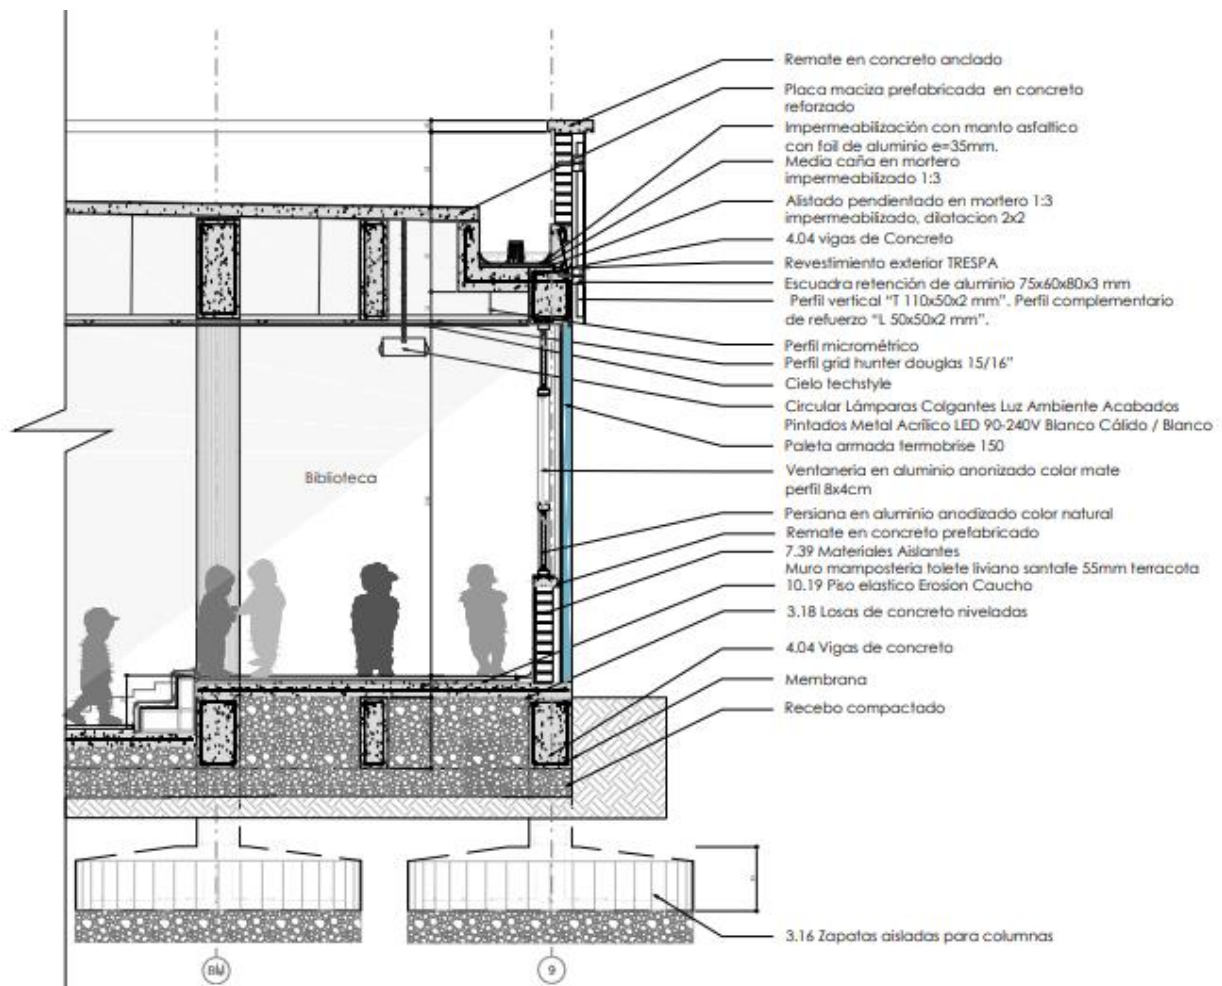 Remate en concreto anclado
Placa maciza prefabricada en concreto
reforzado
Impermeabilización con manto asfaltico
con foil de aluminio e=35mm.
Media caña en mortero
impermeabilizado 1:3
Alistado pendientado en mortero 1:3
impermeabilizado, dilatacion 2x2
4.04 vigas de Concreto
Revestimiento exterior TRESPA
Escuadra retención de aluminio 75x60x80x3 mm
Perfil vertical “T 110x50x2 mm”. Perfil complementario
de refuerzo “L 50x50x2 mm”.
Perfil micrométrico
Perfil grid hunter douglas 15/16"
Cielo techstyle
Circular Lámparas Colgantes Luz Ambiente Acabados
Pintados Metal Acrílico LED 90-240V Blanco Cálido / Blanco
Paleta armada termobrise 150
Biblioteca
Ventaneria en aluminio anonizado color mate
perfil 8x4cm
Persiana en aluminio anodizado color natural
Remate en concreto prefabricado
7.39 Materiales Aislantes
Muro mamposteria tolete liviano santafe 55mm terracota
10.19 Piso elastico Erosion Caucho
3.18 Losas de concreto niveladas
4.04 Vigas de concreto
Membrana
Recebo compactado
3.16 Zapatas aisladas para columnas
9